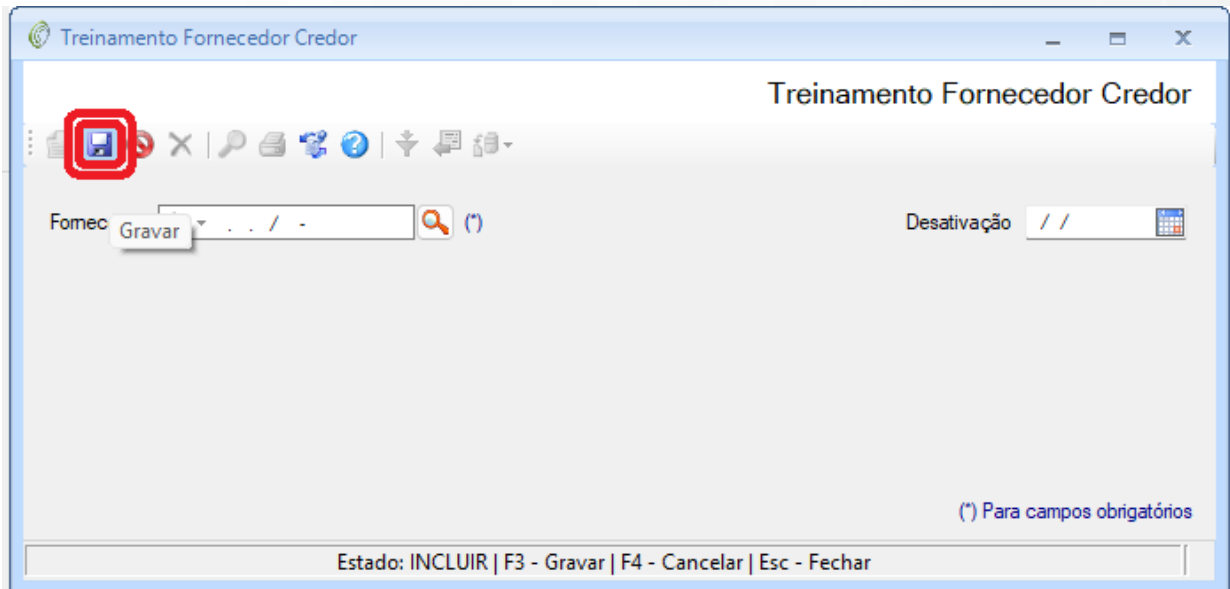 Treinamento Fornecedor Credor
Treinamento Fornecedor Credor
Fornec . . / - (*) Desativação / /
Gravar
(*) Para campos obrigatórios
Estado: INCLUIR | F3 - Gravar | F4 - Cancelar | Esc - Fechar